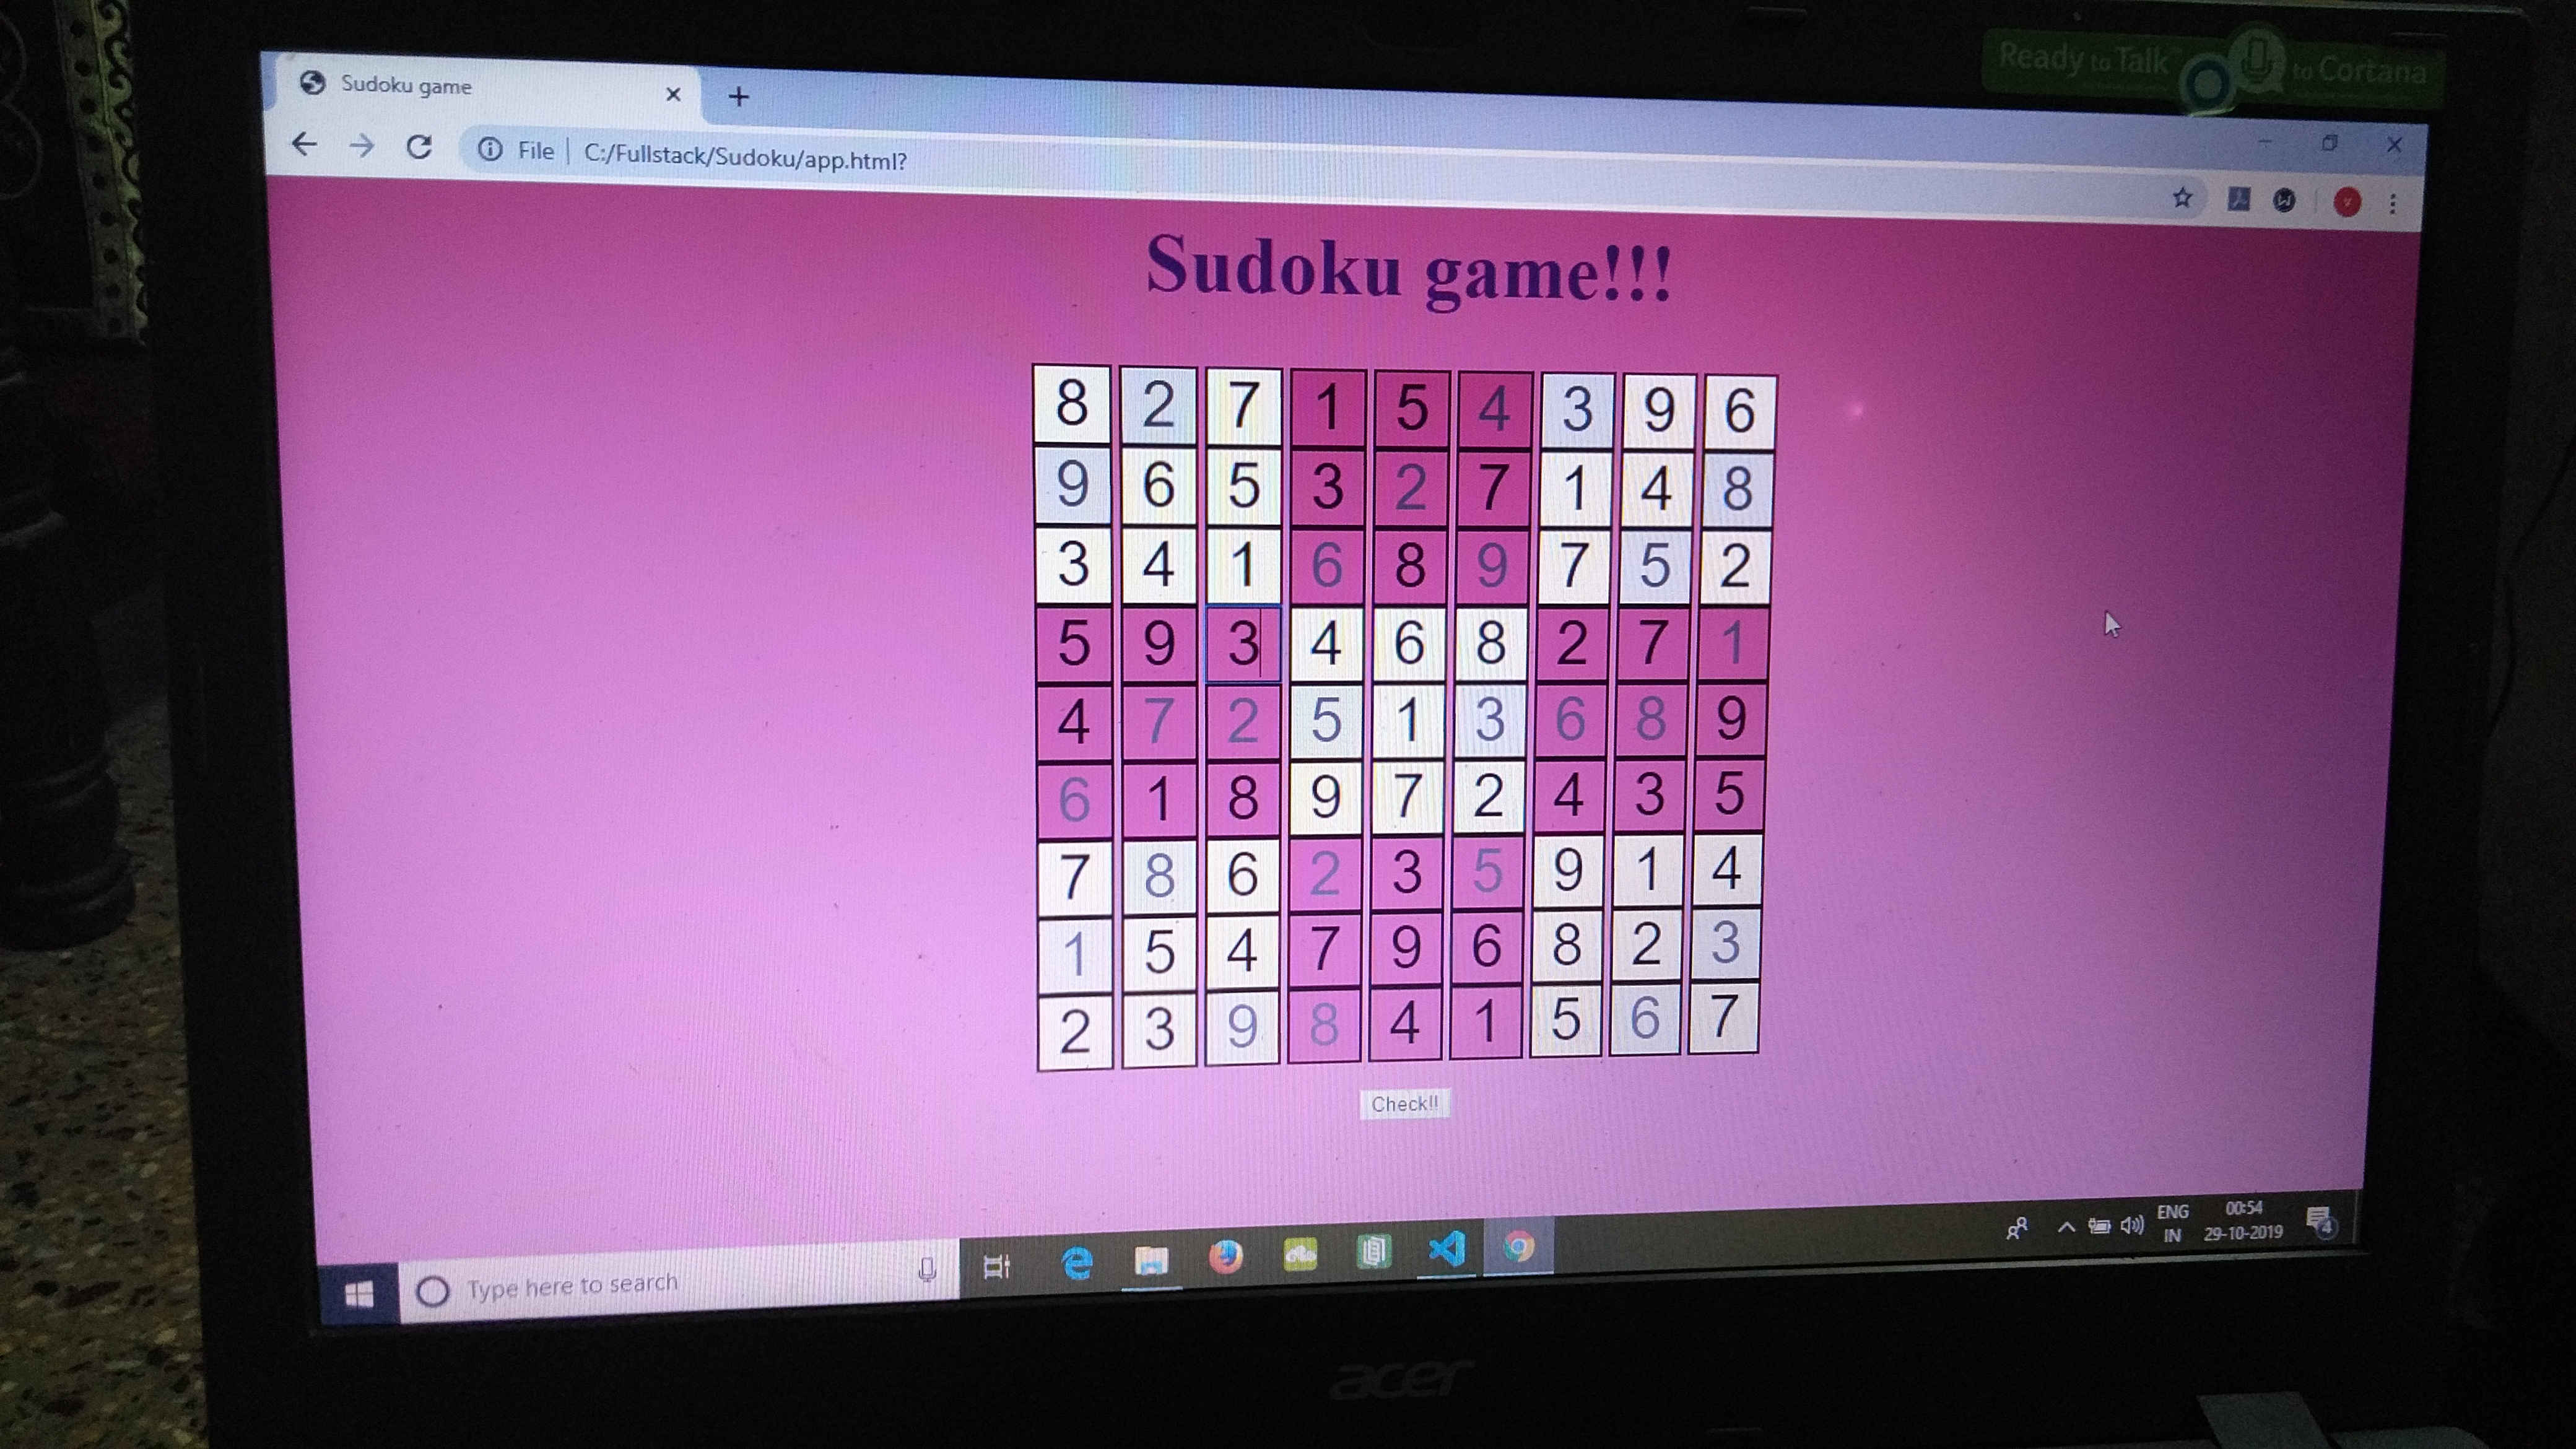 Ready to Talk to Cortana
Sudoku game
File C:/Fullstack/Sudoku/app.html?
Sudoku game!!!
8 2 7 1 5 4 3 9 6
9 6 5 3 2 7 1 4 8
3 4 1 6 8 9 7 5 2
5 9 3 4 6 8 2 7 1
4 7 2 5 1 3 6 8 9
6 1 8 9 7 2 4 3 5
7 8 6 2 3 5 9 1 4
1 5 4 7 9 6 8 2 3
2 3 9 8 4 1 5 6 7
Check!!
Type here to search
ENG 00:54
IN 29-10-2019 4
acer